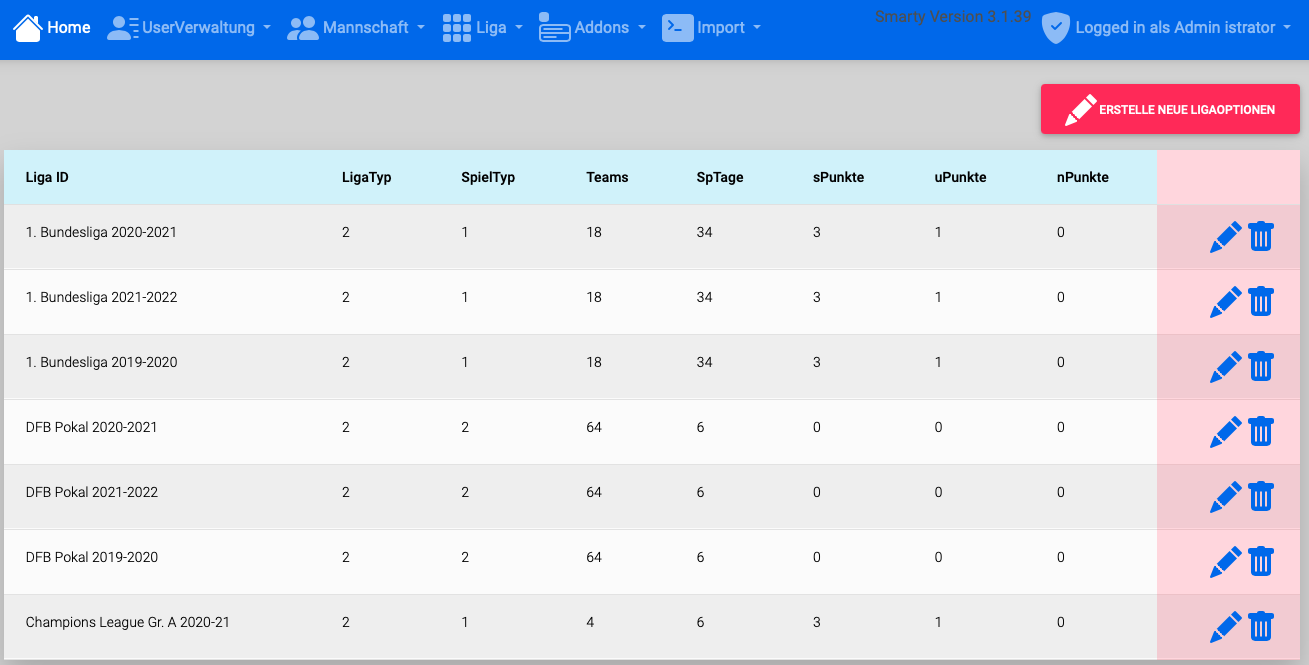 Home UserVerwaltung Mannschaft Liga Addons Import Smarty Version 3.1.39 Logged in als Admin istrator
ERSTELLE NEUE LIGAOPTIONEN
Liga ID LigaTyp SpielTyp Teams SpTage sPunkte uPunkte nPunkte
1. Bundesliga 2020-2021 2 1 18 34 3 1 0
1. Bundesliga 2021-2022 2 1 18 34 3 1 0
1. Bundesliga 2019-2020 2 1 18 34 3 1 0
DFB Pokal 2020-2021 2 2 64 6 0 0 0
DFB Pokal 2021-2022 2 2 64 6 0 0 0
DFB Pokal 2019-2020 2 2 64 6 0 0 0
Champions League Gr. A 2020-21 2 1 4 6 3 1 0